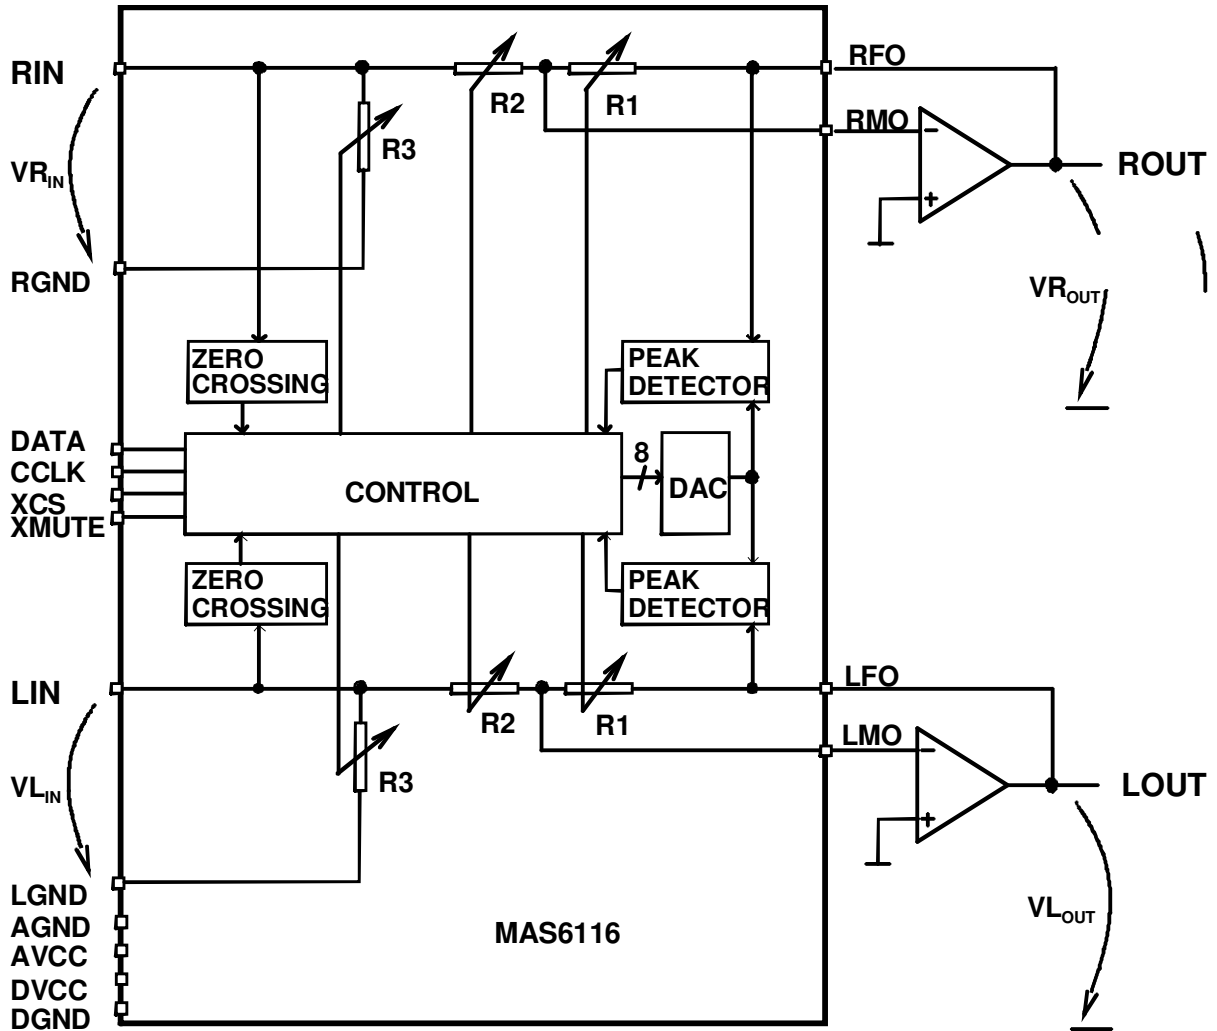 RIN
R2
R1
RFO
RMO
−
+
ROUT
R3
VRIN
RGND
VROUT
ZERO
CROSSING
PEAK
DETECTOR
DATA
CCLK
XCS
XMUTE
CONTROL
8
DAC
ZERO
CROSSING
PEAK
DETECTOR
LIN
R2
R1
LFO
LMO
−
+
LOUT
R3
VLIN
LGND
AGND
AVCC
DVCC
DGND
MAS6116
VLOUT